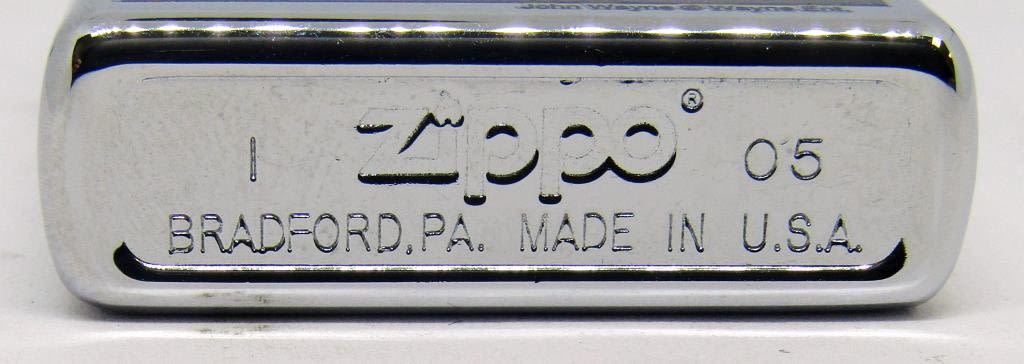 John Wayne © Wayne Ent.
I Zippo® 05
BRADFORD,PA. MADE IN U.S.A.